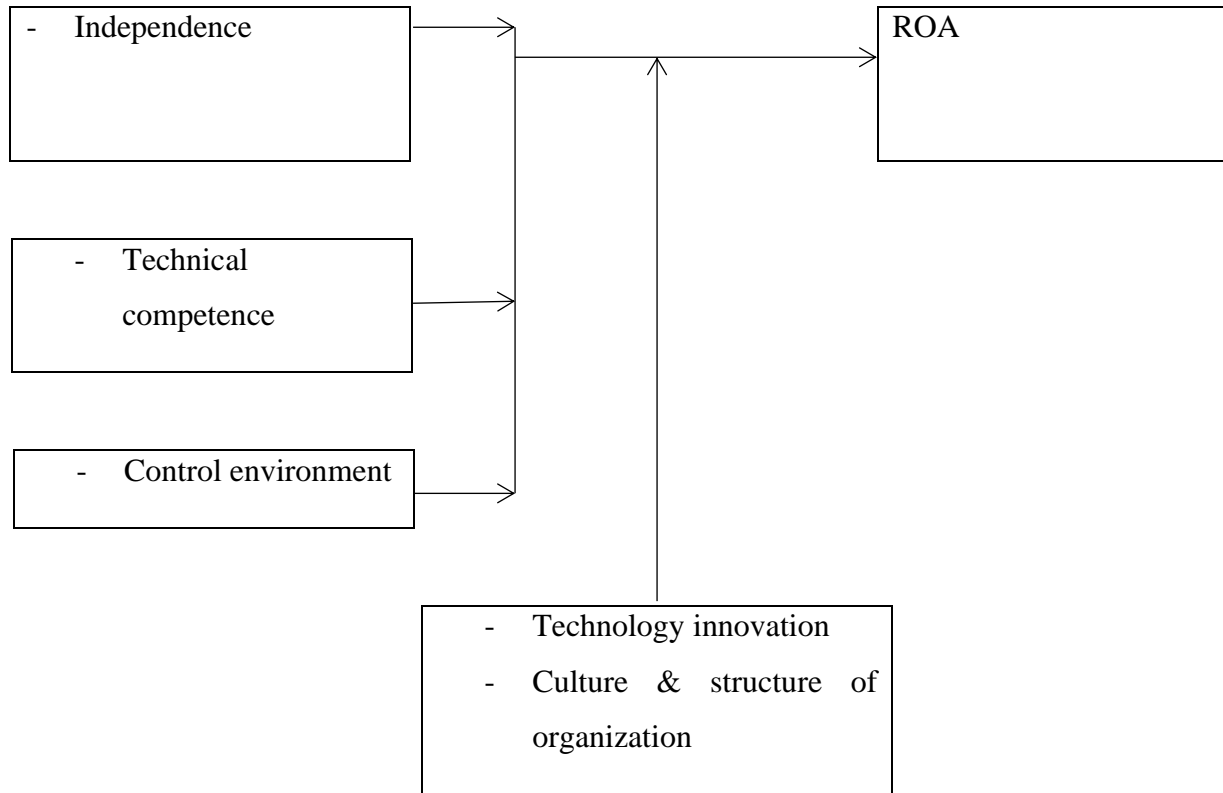 - Independence
ROA
- Technical
competence
- Control environment
- Technology innovation
- Culture & structure of
organization